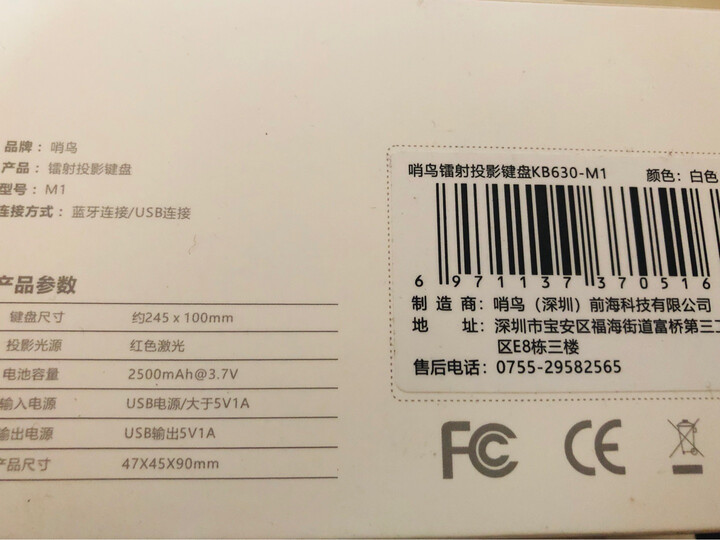 品牌：哨鸟
产品：镭射投影键盘
型号：M1
连接方式：蓝牙连接/USB连接
产品参数
键盘尺寸 约245 x 100mm
投影光源 红色激光
电池容量 2500mAh@3.7V
输入电源 USB电源/大于5V1A
输出电源 USB输出5V1A
产品尺寸 47X45X90mm
哨鸟镭射投影键盘KB630-M1 颜色：白色
6 971137 370516
制造商：哨鸟（深圳）前海科技有限公司
地址：深圳市宝安区福海街道富桥第三工
区E8栋三楼
售后电话：0755-29582565
FC CE